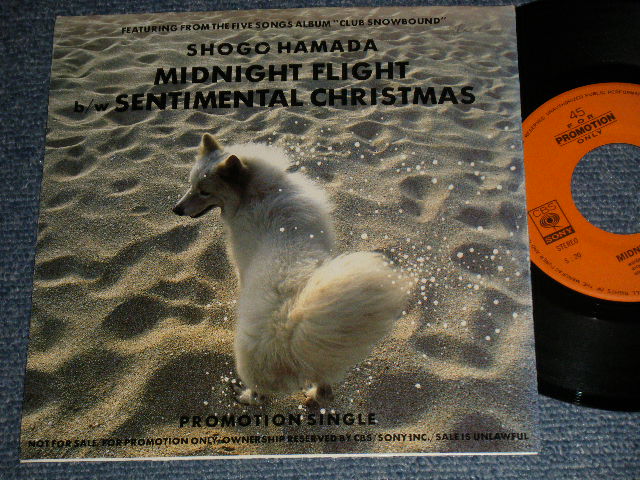 FEATURING FROM THE FIVE SONGS ALBUM "CLUB SNOWBOUND"
SHOGO HAMADA
MIDNIGHT FLIGHT
b/w SENTIMENTAL CHRISTMAS
PROMOTION SINGLE
NOT FOR SALE, FOR PROMOTION ONLY, OWNERSHIP RESERVED BY CBS/SONY INC., SALE IS UNLAWFUL
45
FOR
PROMOTION
ONLY
CBS
SONY
STEREO